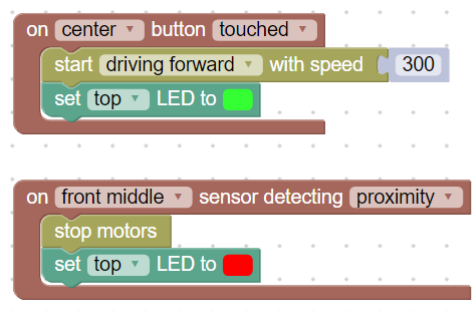 on center button touched
start driving forward with speed 300
set top LED to
on front middle sensor detecting proximity
stop motors
set top LED to